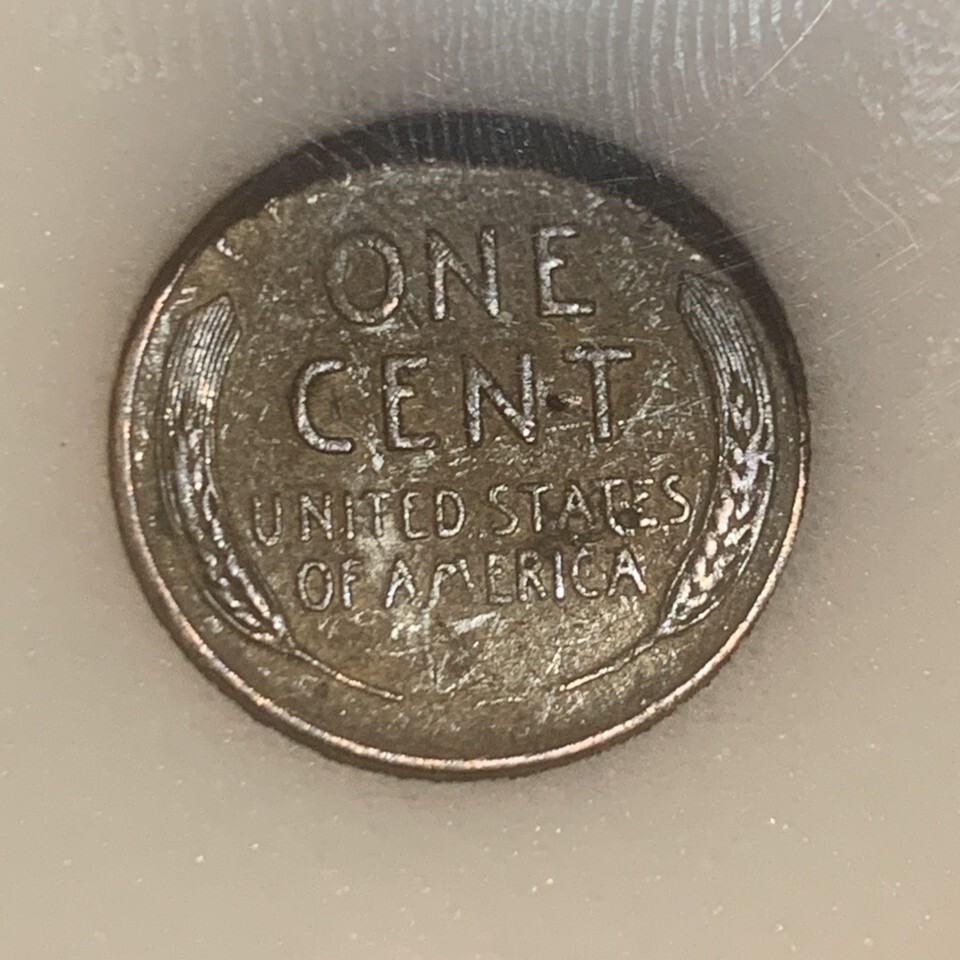 ONE
CENT
UNITED STATES
OF AMERICA